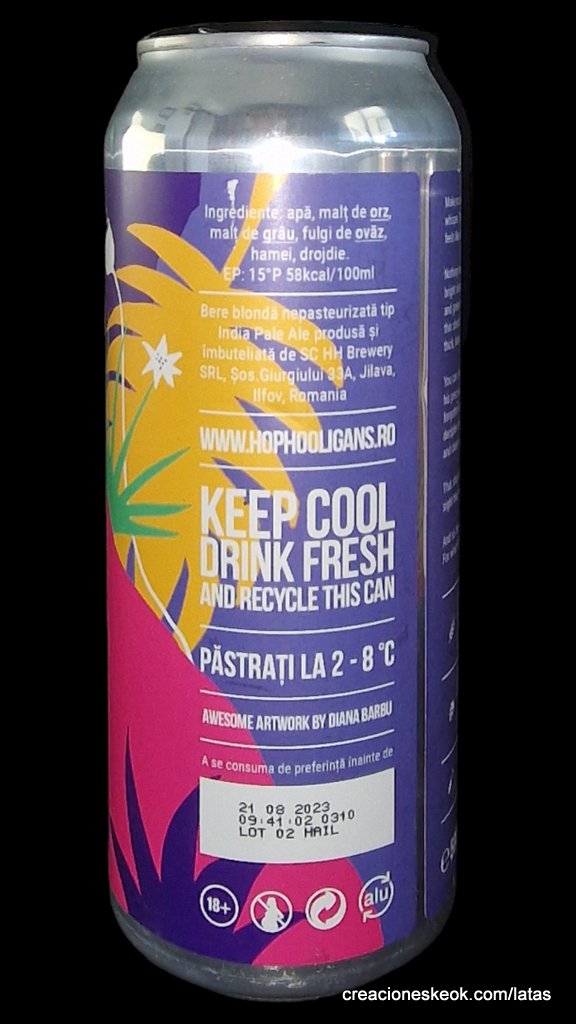 Ingrediente: apă, malț de orz,
malț de grâu, fulgi de ovăz,
hamei, drojdie.
EP: 15°P 58kcal/100ml
Bere blondă nepasteurizată tip
India Pale Ale produsă și
îmbuteliată de SC HH Brewery
SRL, Șos.Giurgiului 33A, Jilava,
Ilfov, Romania
WWW.HOPHOOLIGANS.RO
KEEP COOL
DRINK FRESH
AND RECYCLE THIS CAN
PĂSTRAȚI LA 2 - 8 °C
AWESOME ARTWORK BY DIANA BARBU
A se consuma de preferință înainte de
21 08 2023
09:41:02 0310
LOT 02 HAIL
18+
alu
creacioneskeok.com/latas